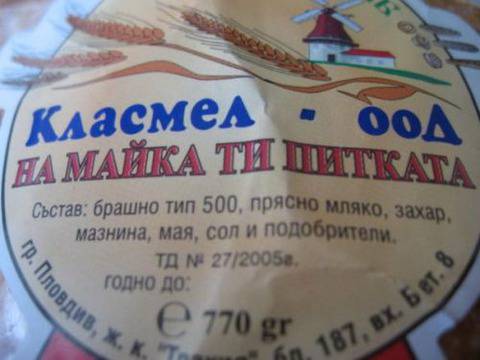 Класмел - ооД
НА МАЙКА ТИ ПИТКАТА
Състав: брашно тип 500, прясно мляко, захар,
мазнина, мая, сол и подобрители.
ТД № 27/2005г.
годно до:
e 770 gr
гр. Пловдив, ж. к. "Тракия" бл. 187, вх. Б ет. 8